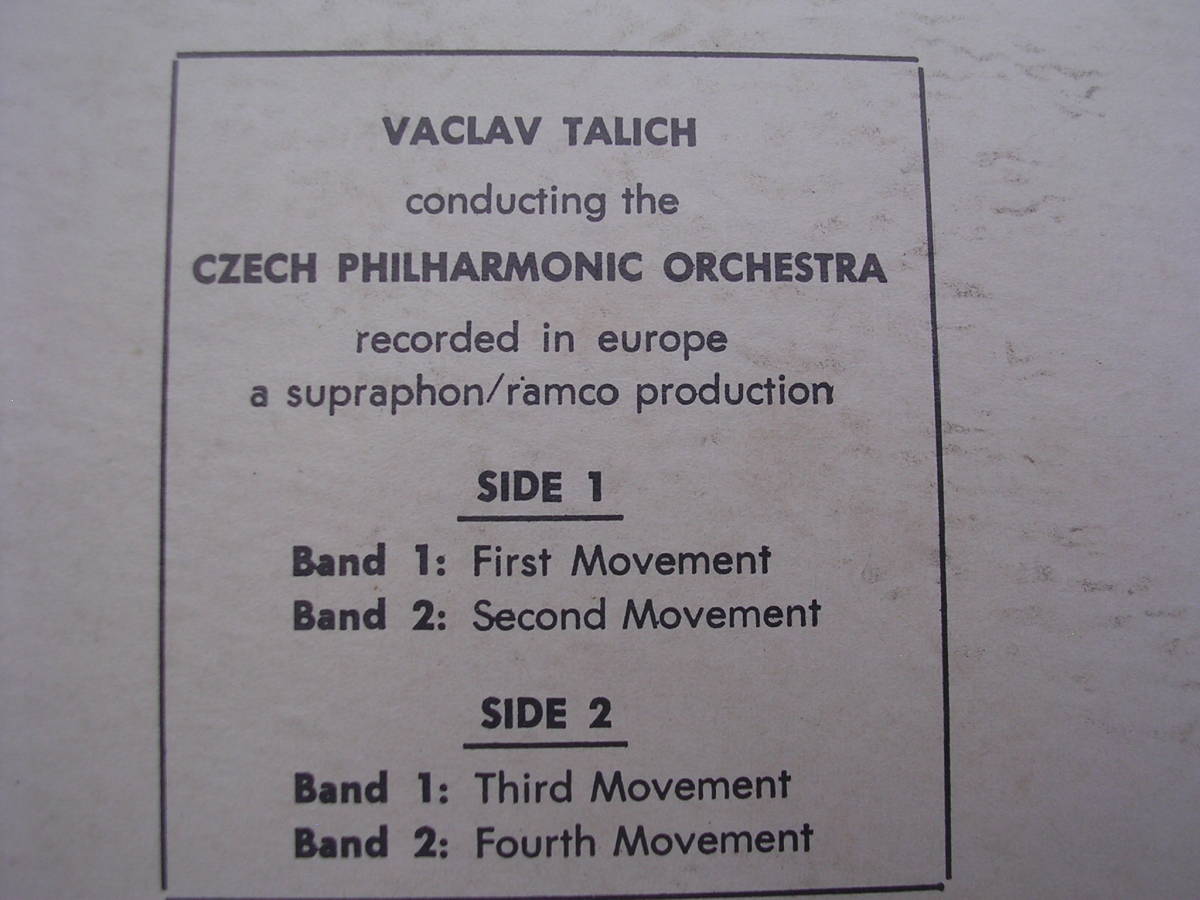 VACLAV TALICH
conducting the
CZECH PHILHARMONIC ORCHESTRA
recorded in europe
a supraphon/ramco production
SIDE 1
Band 1: First Movement
Band 2: Second Movement
SIDE 2
Band 1: Third Movement
Band 2: Fourth Movement